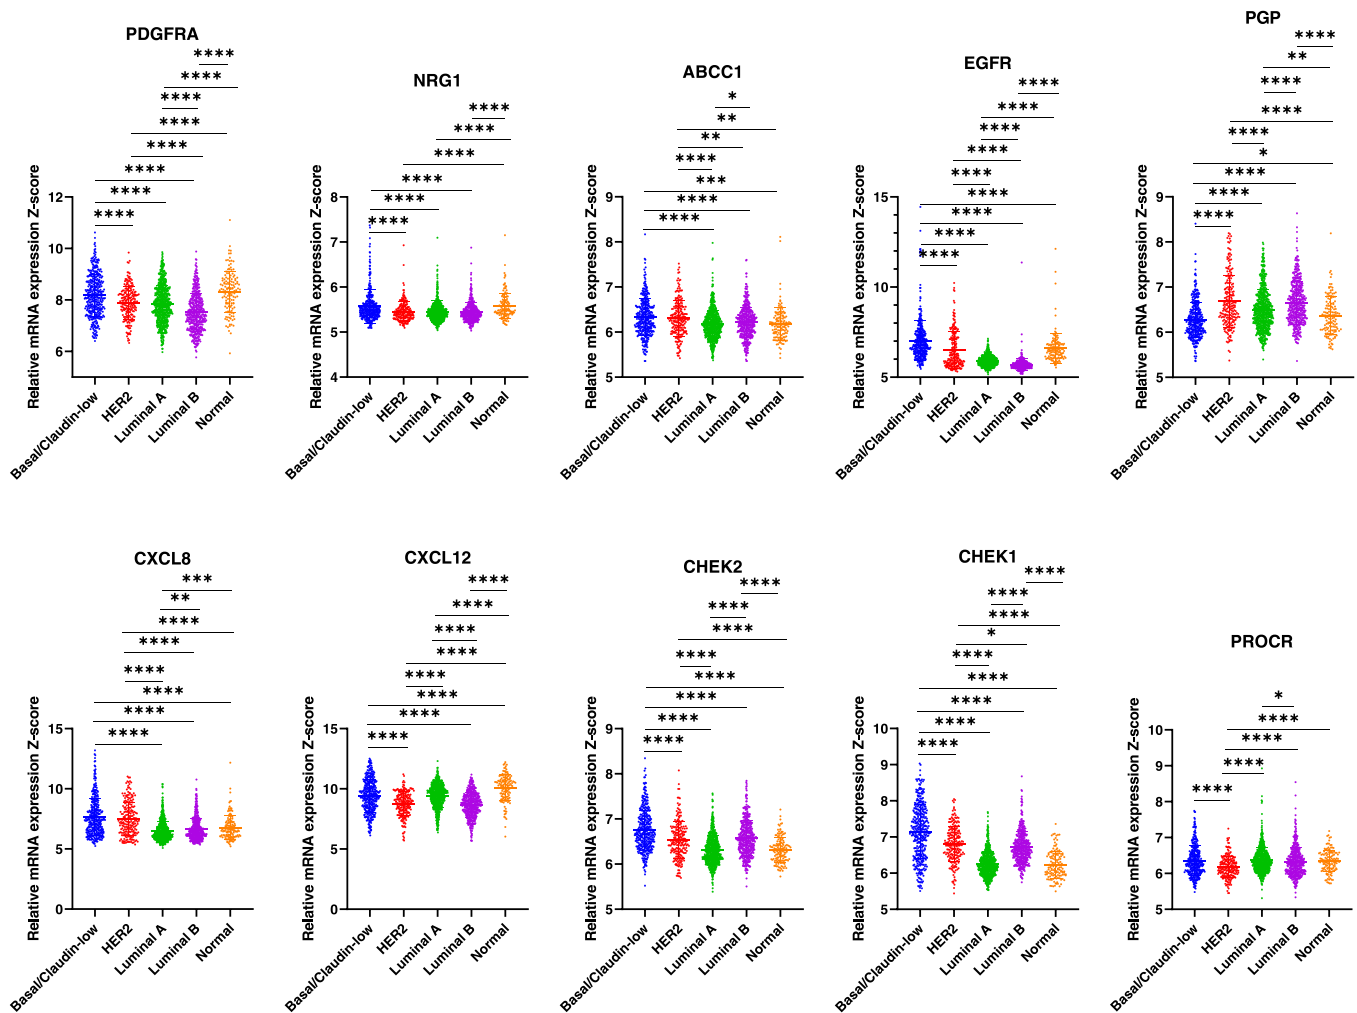 PDGFRA
****
****
****
****
****
****
****
****
Relative mRNA expression Z-score
12
10
8
6
Basal/Claudin-low
HER2
Luminal A
Luminal B
Normal
NRG1
****
****
****
****
****
****
Relative mRNA expression Z-score
8
7
6
5
4
Basal/Claudin-low
HER2
Luminal A
Luminal B
Normal
ABCC1
*
**
**
****
***
****
****
Relative mRNA expression Z-score
9
8
7
6
5
Basal/Claudin-low
HER2
Luminal A
Luminal B
Normal
EGFR
****
****
****
****
****
****
****
****
****
Relative mRNA expression Z-score
15
10
5
Basal/Claudin-low
HER2
Luminal A
Luminal B
Normal
PGP
****
**
****
****
****
*
****
****
****
Relative mRNA expression Z-score
9
8
7
6
5
Basal/Claudin-low
HER2
Luminal A
Luminal B
Normal
CXCL8
***
**
****
****
****
****
****
****
Relative mRNA expression Z-score
15
10
5
0
Basal/Claudin-low
HER2
Luminal A
Luminal B
Normal
CXCL12
****
****
****
****
****
****
****
****
Relative mRNA expression Z-score
15
10
5
0
Basal/Claudin-low
HER2
Luminal A
Luminal B
Normal
CHEK2
****
****
****
****
****
****
****
****
Relative mRNA expression Z-score
9
8
7
6
5
Basal/Claudin-low
HER2
Luminal A
Luminal B
Normal
CHEK1
****
****
****
*
****
****
****
****
****
Relative mRNA expression Z-score
10
9
8
7
6
5
Basal/Claudin-low
HER2
Luminal A
Luminal B
Normal
PROCR
*
****
****
****
****
Relative mRNA expression Z-score
10
9
8
7
6
5
Basal/Claudin-low
HER2
Luminal A
Luminal B
Normal